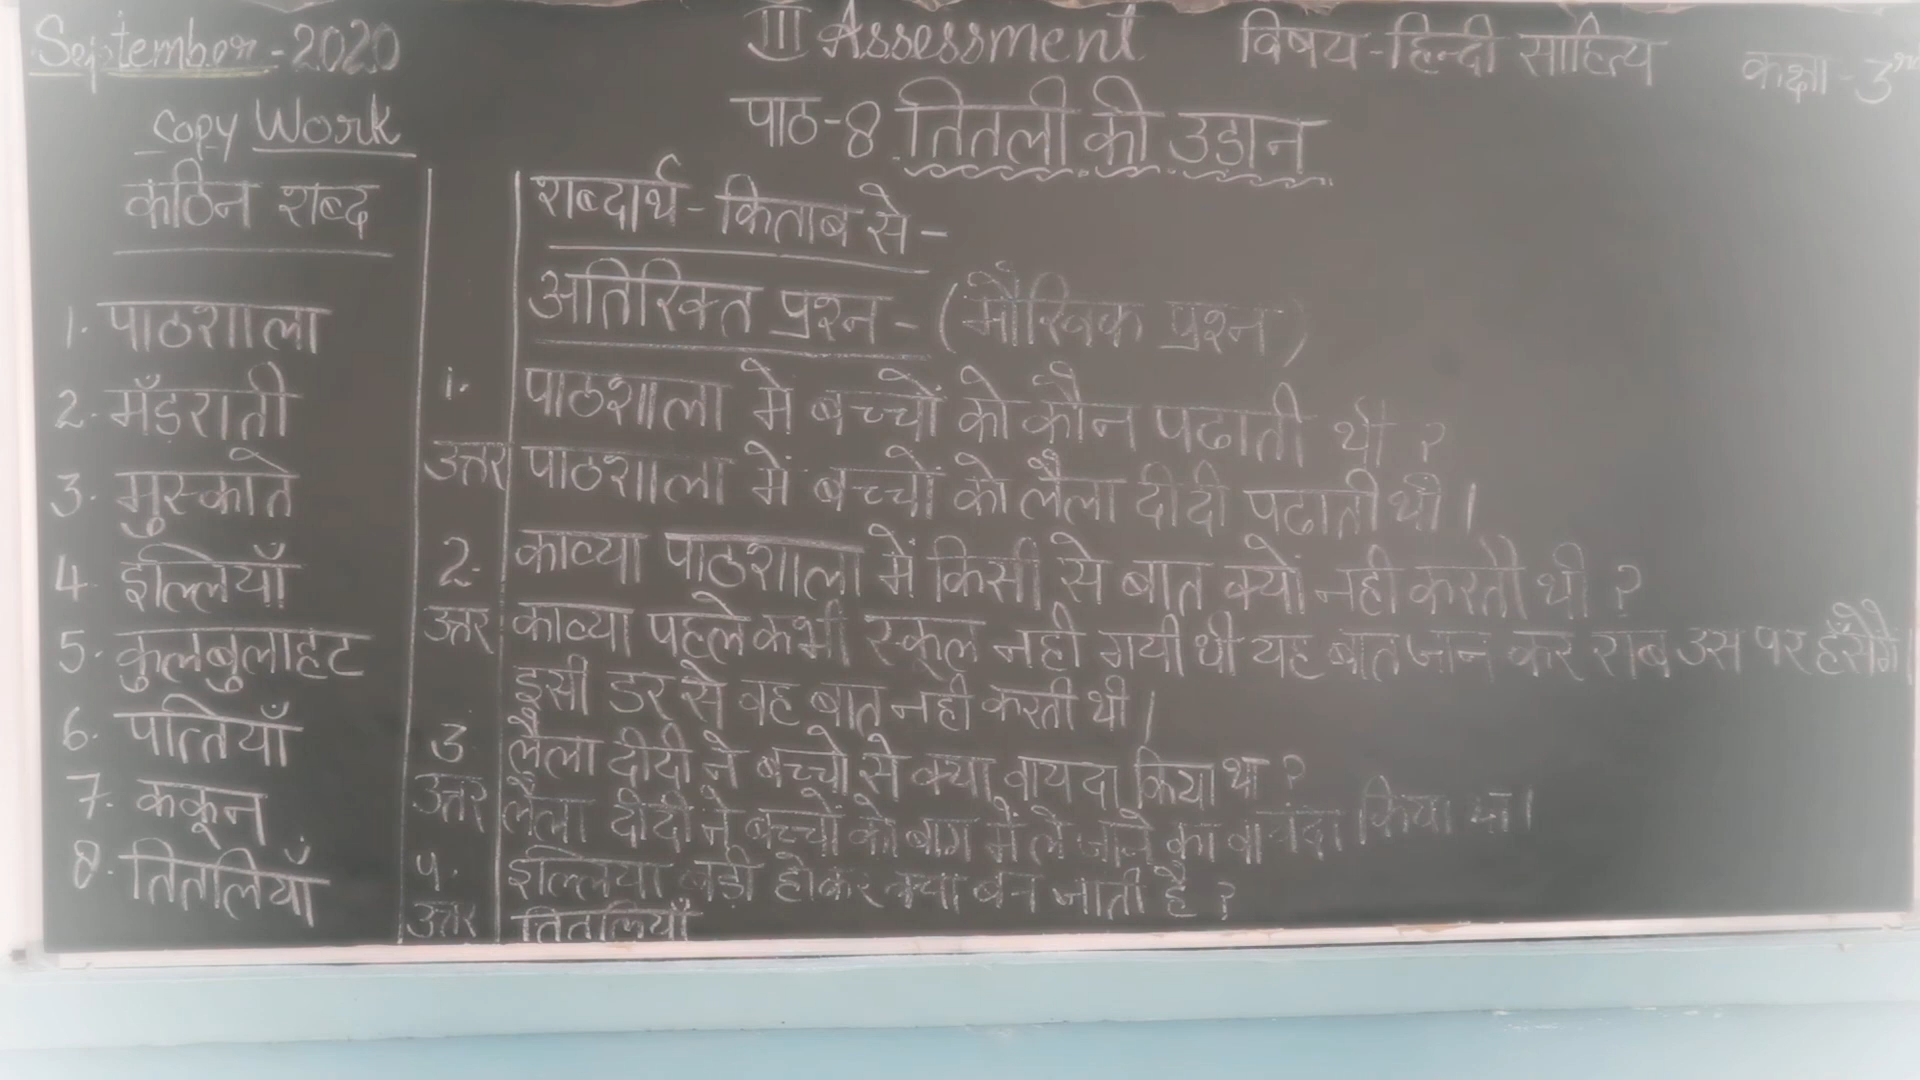 September - 2020
III Assessment
विषय - हिन्दी साहित्य
कक्षा - 3
Copy Work
पाठ - 8 तितली की उडान
कठिन शब्द
1. पाठशाला
2. मँड़राती
3. मुस्काते
4. इल्लियाँ
5. कुलबुलाहट
6. पत्तियाँ
7. ककून
8. तितलियाँ
शब्दार्थ - किताब से -
अतिरिक्त प्रश्न - (मौखिक प्रश्न)
1. पाठशाला में बच्चों को कौन पढाती थी ?
उत्तर पाठशाला में बच्चों को लैला दीदी पढाती थी।
2. काव्या पाठशाला में किसी से बात क्यों नही करती थी ?
उत्तर काव्या पहले कभी स्कूल नही गयी थी यह बात जान कर सब उस पर हँसेंगे।
इसी डर से वह बात नही करती थी।
3 लैला दीदी ने बच्चो से क्या वायदा किया था ?
उत्तर लैला दीदी ने बच्चों को बाग में ले जाने का वायदा किया था।
4. इल्लिया बड़ी होकर क्या बन जाती है ?
उत्तर तितलियाँ